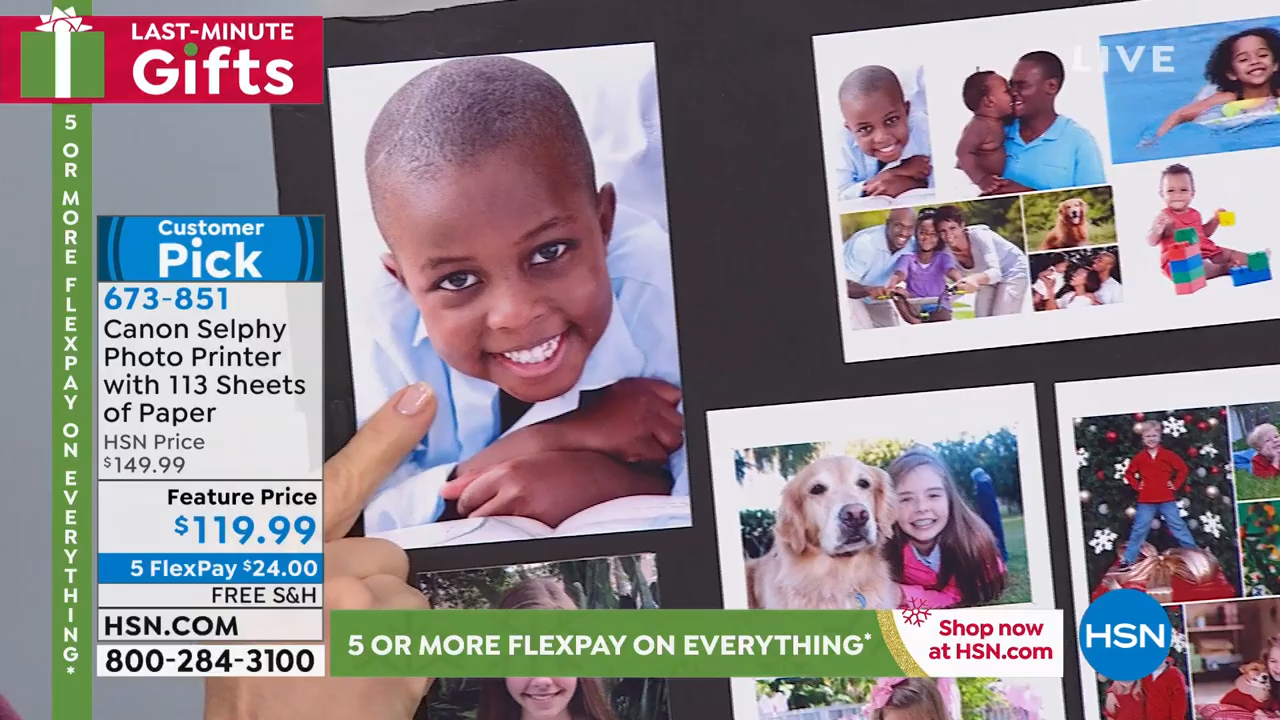 LAST-MINUTE
Gifts
LIVE
5 OR MORE FLEXPAY ON EVERYTHING*
Customer
Pick
673-851
Canon Selphy
Photo Printer
with 113 Sheets
of Paper
HSN Price
$149.99
Feature Price
$119.99
5 FlexPay $24.00
FREE S&H
HSN.COM
800-284-3100
5 OR MORE FLEXPAY ON EVERYTHING*
Shop now
at HSN.com
HSN